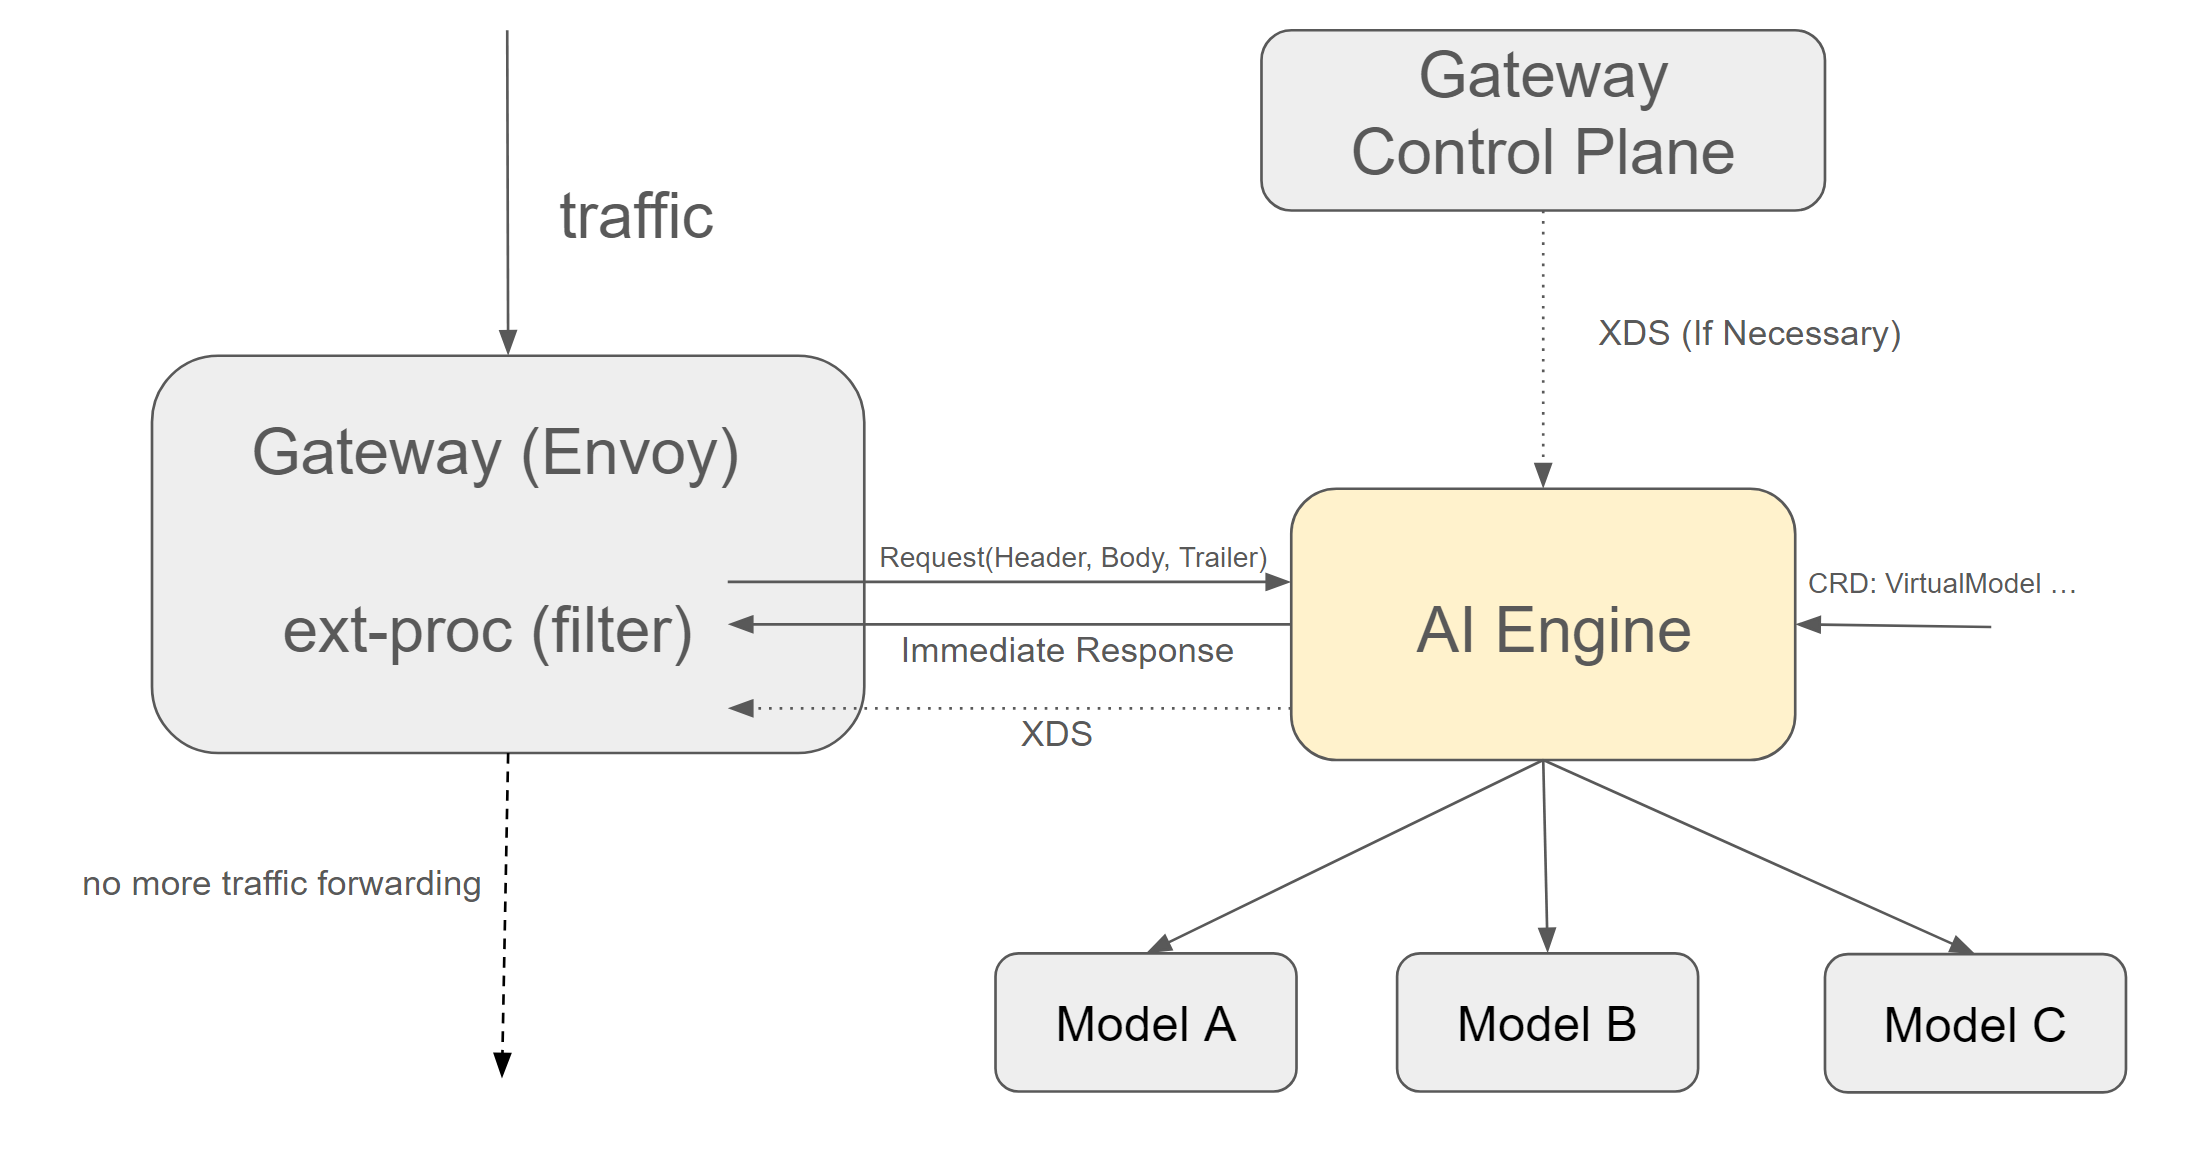 Gateway
Control Plane
traffic
XDS (If Necessary)
Gateway (Envoy)
Request(Header, Body, Trailer)
CRD: VirtualModel …
ext-proc (filter)
AI Engine
Immediate Response
XDS
no more traffic forwarding
Model A
Model B
Model C